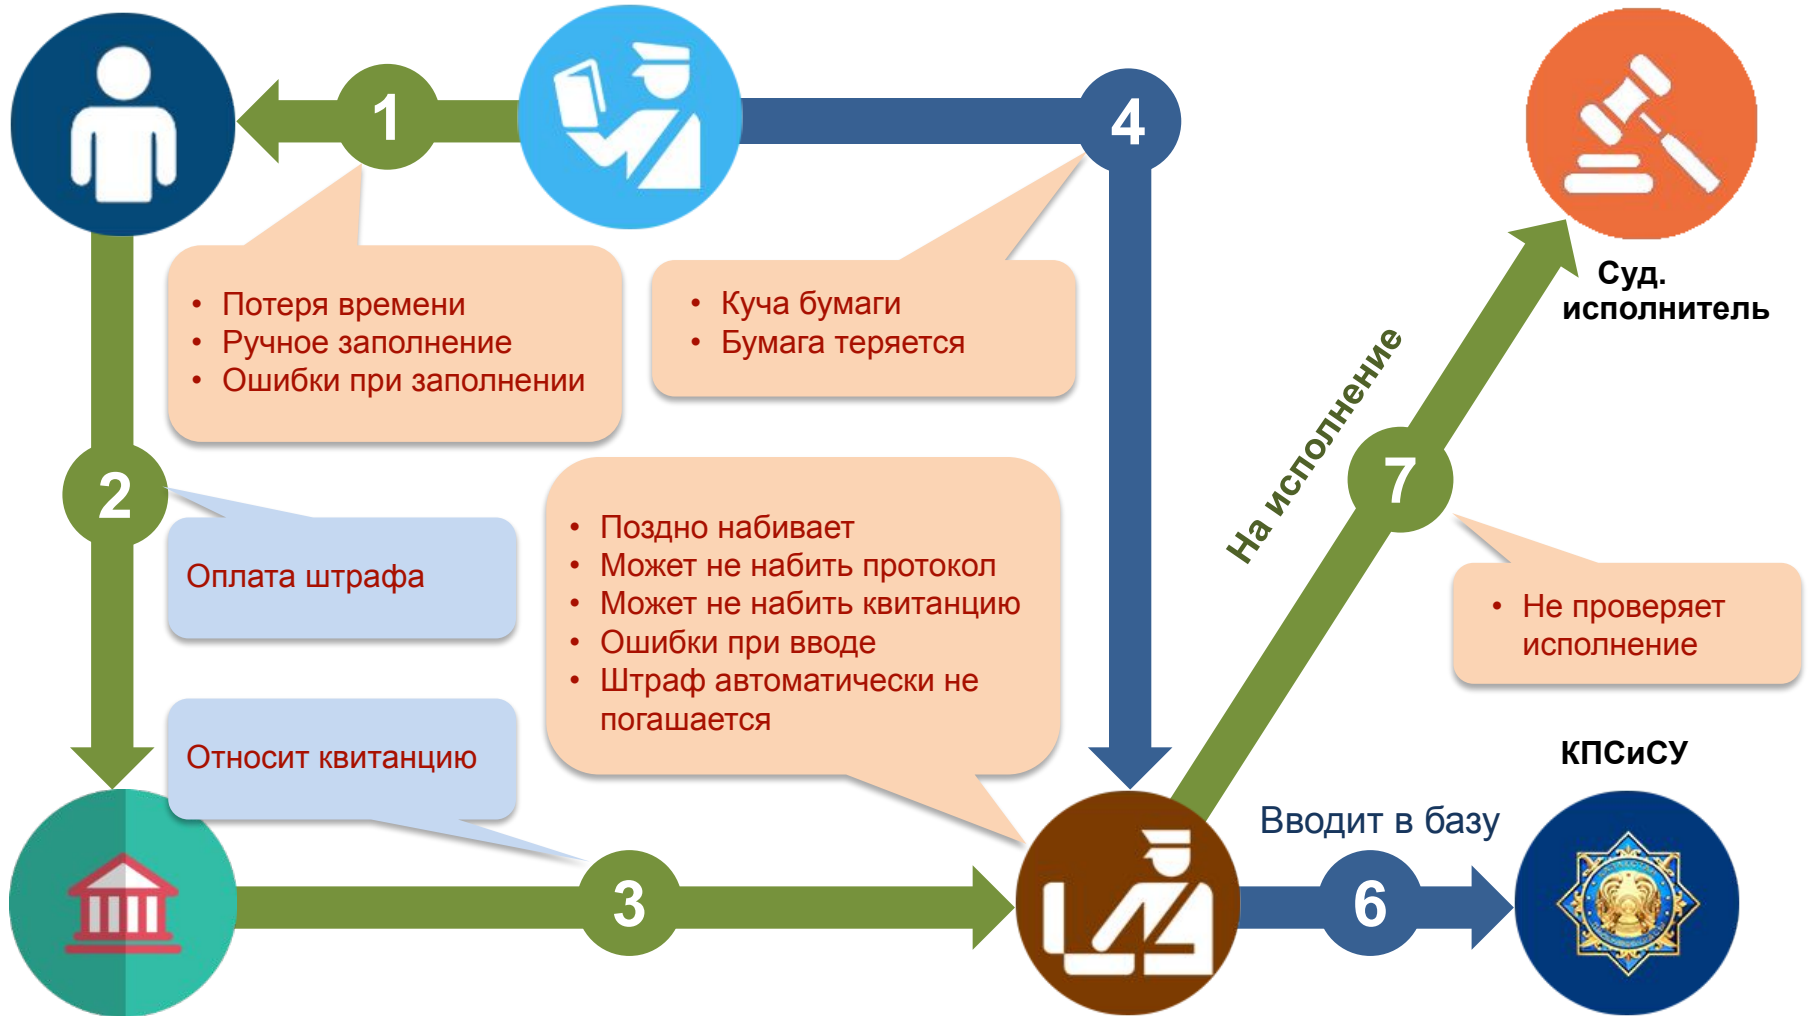 1
4
Суд.
исполнитель
• Потеря времени
• Ручное заполнение
• Ошибки при заполнении
• Куча бумаги
• Бумага теряется
На исполнение
2
7
Оплата штрафа
• Поздно набивает
• Может не набить протокол
• Может не набить квитанцию
• Ошибки при вводе
• Штраф автоматически не
погашается
• Не проверяет
исполнение
Относит квитанцию
КПСиСУ
Вводит в базу
3
6